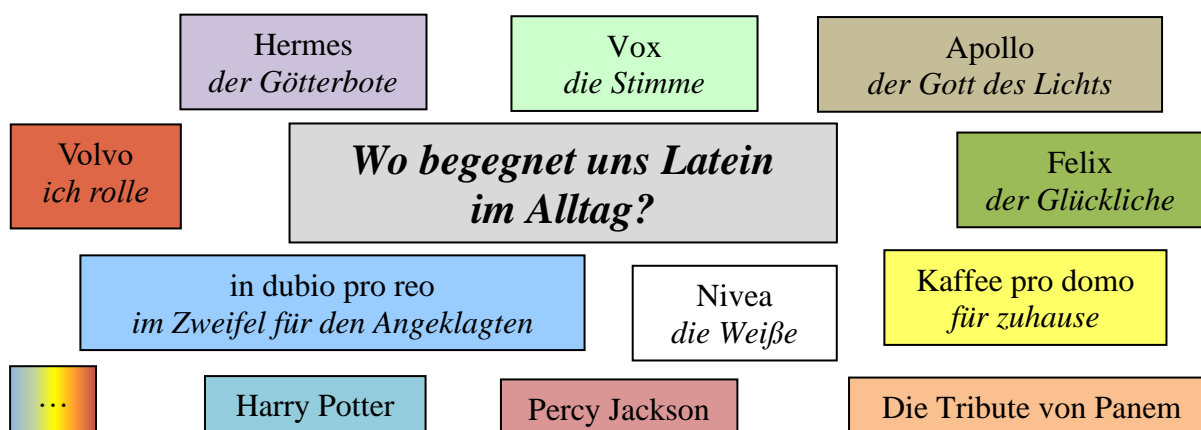 Hermes
der Götterbote
Vox
die Stimme
Apollo
der Gott des Lichts
Volvo
ich rolle
Wo begegnet uns Latein
im Alltag?
Felix
der Glückliche
in dubio pro reo
im Zweifel für den Angeklagten
Nivea
die Weiße
Kaffee pro domo
für zuhause
…
Harry Potter
Percy Jackson
Die Tribute von Panem